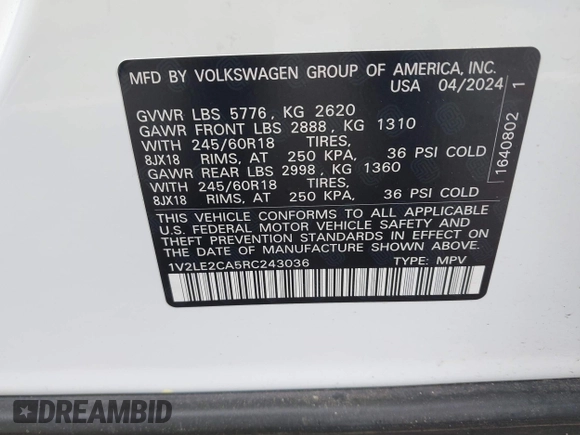 MFD BY VOLKSWAGEN GROUP OF AMERICA, INC.
USA 04/2024
GVWR LBS 5776, KG 2620
GAWR FRONT LBS 2888, KG 1310
WITH 245/60R18 TIRES,
8JX18 RIMS, AT 250 KPA, 36 PSI COLD
GAWR REAR LBS 2998, KG 1360
WITH 245/60R18 TIRES,
8JX18 RIMS, AT 250 KPA, 36 PSI COLD
THIS VEHICLE CONFORMS TO ALL APPLICABLE
U.S. FEDERAL MOTOR VEHICLE SAFETY AND
THEFT PREVENTION STANDARDS IN EFFECT ON
THE DATE OF MANUFACTURE SHOWN ABOVE.
1V2LE2CA5RC243036 TYPE: MPV
1640802 1
DREAMBID